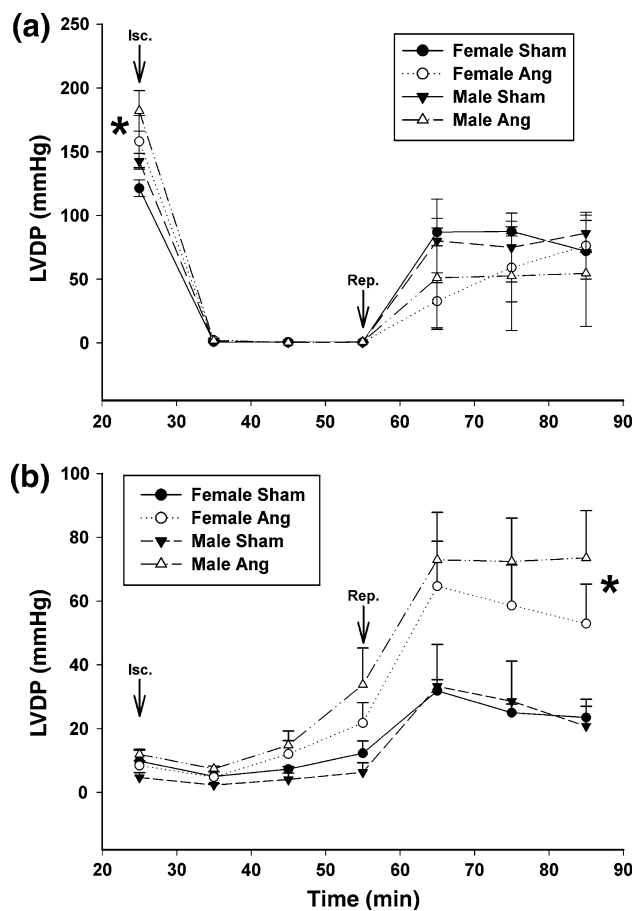 (a)
Isc.
Female Sham
Female Ang
Male Sham
Male Ang
*
Rep.
LVDP (mmHg)
250
200
150
100
50
0
20 30 40 50 60 70 80 90
(b)
Female Sham
Female Ang
Male Sham
Male Ang
Rep.
*
Isc.
LVDP (mmHg)
100
80
60
40
20
0
20 30 40 50 60 70 80 90
Time (min)